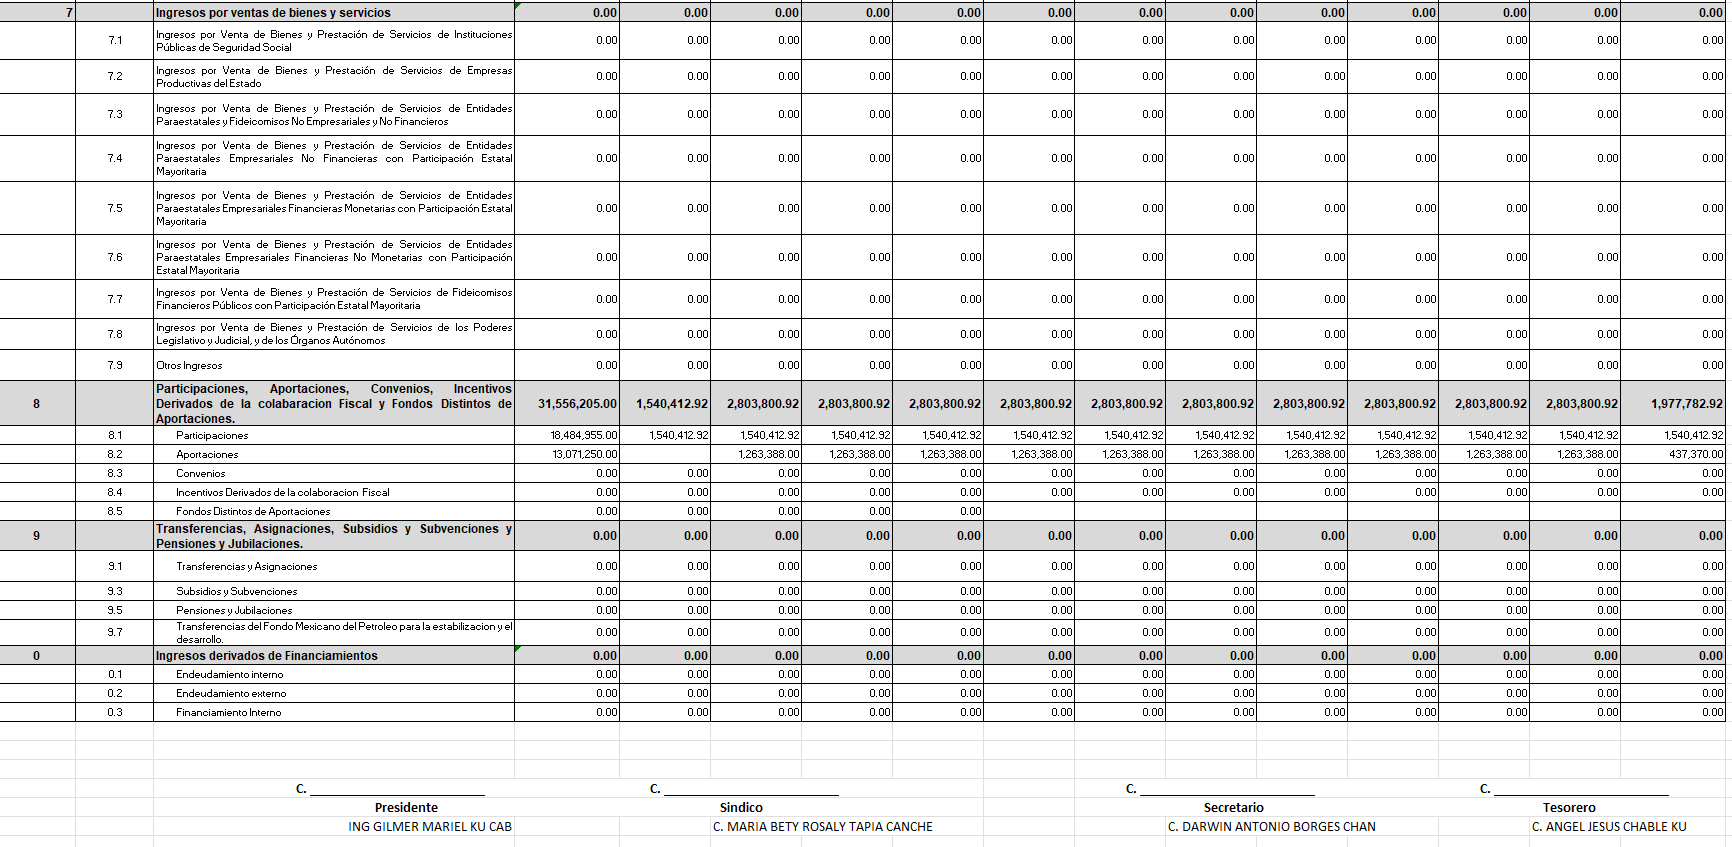 7 Ingresos por ventas de bienes y servicios 0.00 0.00 0.00 0.00 0.00 0.00 0.00 0.00 0.00 0.00 0.00 0.00 0.00
7.1 Ingresos por Venta de Bienes y Prestación de Servicios de Instituciones
Públicas de Seguridad Social 0.00 0.00 0.00 0.00 0.00 0.00 0.00 0.00 0.00 0.00 0.00 0.00 0.00
7.2 Ingresos por Venta de Bienes y Prestación de Servicios de Empresas
Productivas del Estado 0.00 0.00 0.00 0.00 0.00 0.00 0.00 0.00 0.00 0.00 0.00 0.00 0.00
7.3 Ingresos por Venta de Bienes y Prestación de Servicios de Entidades
Paraestatales y Fideicomisos No Empresariales y No Financieros 0.00 0.00 0.00 0.00 0.00 0.00 0.00 0.00 0.00 0.00 0.00 0.00 0.00
Ingresos por Venta de Bienes y Prestación de Servicios de Entidades
7.4 Paraestatales Empresariales No Financieras con Participación Estatal 0.00 0.00 0.00 0.00 0.00 0.00 0.00 0.00 0.00 0.00 0.00 0.00 0.00
Mayoritaria
Ingresos por Venta de Bienes y Prestación de Servicios de Entidades
7.5 Paraestatales Empresariales Financieras Monetarias con Participación Estatal 0.00 0.00 0.00 0.00 0.00 0.00 0.00 0.00 0.00 0.00 0.00 0.00 0.00
Mayoritaria
Ingresos por Venta de Bienes y Prestación de Servicios de Entidades
7.6 Paraestatales Empresariales Financieras No Monetarias con Participación 0.00 0.00 0.00 0.00 0.00 0.00 0.00 0.00 0.00 0.00 0.00 0.00 0.00
Estatal Mayoritaria
7.7 Ingresos por Venta de Bienes y Prestación de Servicios de Fideicomisos
Financieros Públicos con Participación Estatal Mayoritaria 0.00 0.00 0.00 0.00 0.00 0.00 0.00 0.00 0.00 0.00 0.00 0.00 0.00
7.8 Ingresos por Venta de Bienes y Prestación de Servicios de los Poderes
Legislativo y Judicial, y de los Órganos Autónomos 0.00 0.00 0.00 0.00 0.00 0.00 0.00 0.00 0.00 0.00 0.00 0.00 0.00
7.9 Otros Ingresos 0.00 0.00 0.00 0.00 0.00 0.00 0.00 0.00 0.00 0.00 0.00 0.00 0.00
Participaciones, Aportaciones, Convenios, Incentivos
8 Derivados de la colabaracion Fiscal y Fondos Distintos de 31,556,205.00 1,540,412.92 2,803,800.92 2,803,800.92 2,803,800.92 2,803,800.92 2,803,800.92 2,803,800.92 2,803,800.92 2,803,800.92 2,803,800.92 2,803,800.92 1,977,782.92
Aportaciones.
8.1 Participaciones 18,484,955.00 1,540,412.92 1,540,412.92 1,540,412.92 1,540,412.92 1,540,412.92 1,540,412.92 1,540,412.92 1,540,412.92 1,540,412.92 1,540,412.92 1,540,412.92 1,540,412.92
8.2 Aportaciones 13,071,250.00 1,263,388.00 1,263,388.00 1,263,388.00 1,263,388.00 1,263,388.00 1,263,388.00 1,263,388.00 1,263,388.00 1,263,388.00 1,263,388.00 437,370.00
8.3 Convenios 0.00 0.00 0.00 0.00 0.00 0.00 0.00 0.00 0.00 0.00 0.00 0.00 0.00
8.4 Incentivos Derivados de la colaboracion Fiscal 0.00 0.00 0.00 0.00 0.00 0.00 0.00 0.00 0.00 0.00 0.00 0.00 0.00
8.5 Fondos Distintos de Aportaciones 0.00 0.00 0.00 0.00 0.00
9 Transferencias, Asignaciones, Subsidios y Subvenciones y
Pensiones y Jubilaciones. 0.00 0.00 0.00 0.00 0.00 0.00 0.00 0.00 0.00 0.00 0.00 0.00 0.00
9.1 Transferencias y Asignaciones 0.00 0.00 0.00 0.00 0.00 0.00 0.00 0.00 0.00 0.00 0.00 0.00 0.00
9.3 Subsidios y Subvenciones 0.00 0.00 0.00 0.00 0.00 0.00 0.00 0.00 0.00 0.00 0.00 0.00 0.00
9.5 Pensiones y Jubilaciones 0.00 0.00 0.00 0.00 0.00 0.00 0.00 0.00 0.00 0.00 0.00 0.00 0.00
9.7 Transferencias del Fondo Mexicano del Petroleo para la estabilizacion y el
desarrollo. 0.00 0.00 0.00 0.00 0.00 0.00 0.00 0.00 0.00 0.00 0.00 0.00 0.00
0 Ingresos derivados de Financiamientos 0.00 0.00 0.00 0.00 0.00 0.00 0.00 0.00 0.00 0.00 0.00 0.00 0.00
0.1 Endeudamiento interno 0.00 0.00 0.00 0.00 0.00 0.00 0.00 0.00 0.00 0.00 0.00 0.00 0.00
0.2 Endeudamiento externo 0.00 0.00 0.00 0.00 0.00 0.00 0.00 0.00 0.00 0.00 0.00 0.00 0.00
0.3 Financiamiento Interno 0.00 0.00 0.00 0.00 0.00 0.00 0.00 0.00 0.00 0.00 0.00 0.00 0.00
C. ____ C. ____ C. ____ C. ____
Presidente Sindico Secretario Tesorero
ING GILMER MARIEL KU CAB C. MARIA BETY ROSALY TAPIA CANCHE C. DARWIN ANTONIO BORGES CHAN C. ANGEL JESUS CHABLE KU